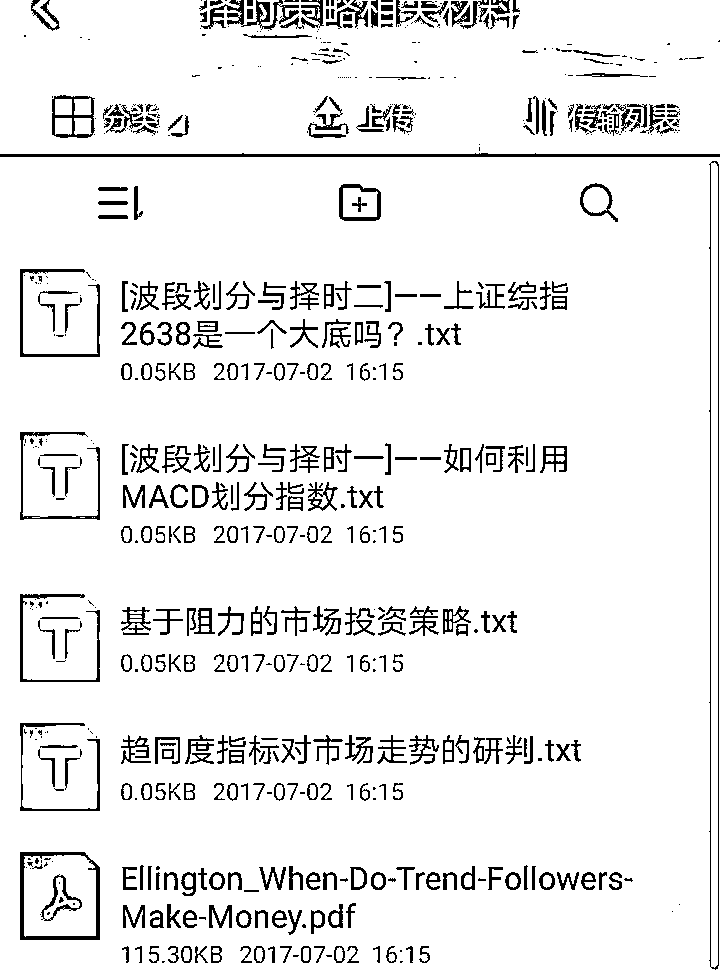 择时策略相关材料
分类
上传
传输列表
[波段划分与择时二]——上证综指
2638是一个大底吗？.txt
0.05KB 2017-07-02 16:15
[波段划分与择时一]——如何利用
MACD划分指数.txt
0.05KB 2017-07-02 16:15
基于阻力的市场投资策略.txt
0.05KB 2017-07-02 16:15
趋同度指标对市场走势的研判.txt
0.05KB 2017-07-02 16:15
PDF
Ellington_When-Do-Trend-Followers-
Make-Money.pdf
115.30KB 2017-07-02 16:15